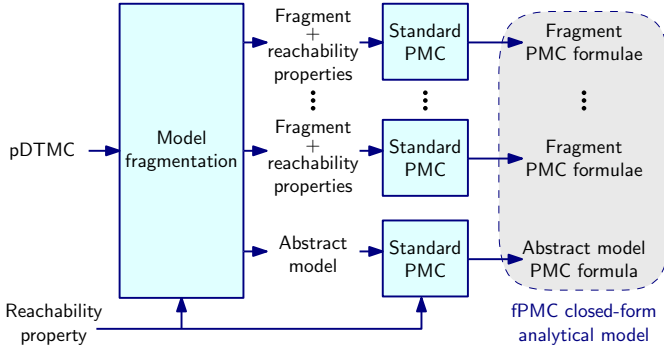 Fragment
+
reachability
properties
Standard
PMC
Fragment
PMC formulae
pDTMC
Model
fragmentation
Fragment
+
reachability
properties
Standard
PMC
Fragment
PMC formulae
Abstract
model
Standard
PMC
Abstract model
PMC formula
Reachability
property
fPMC closed-form
analytical model